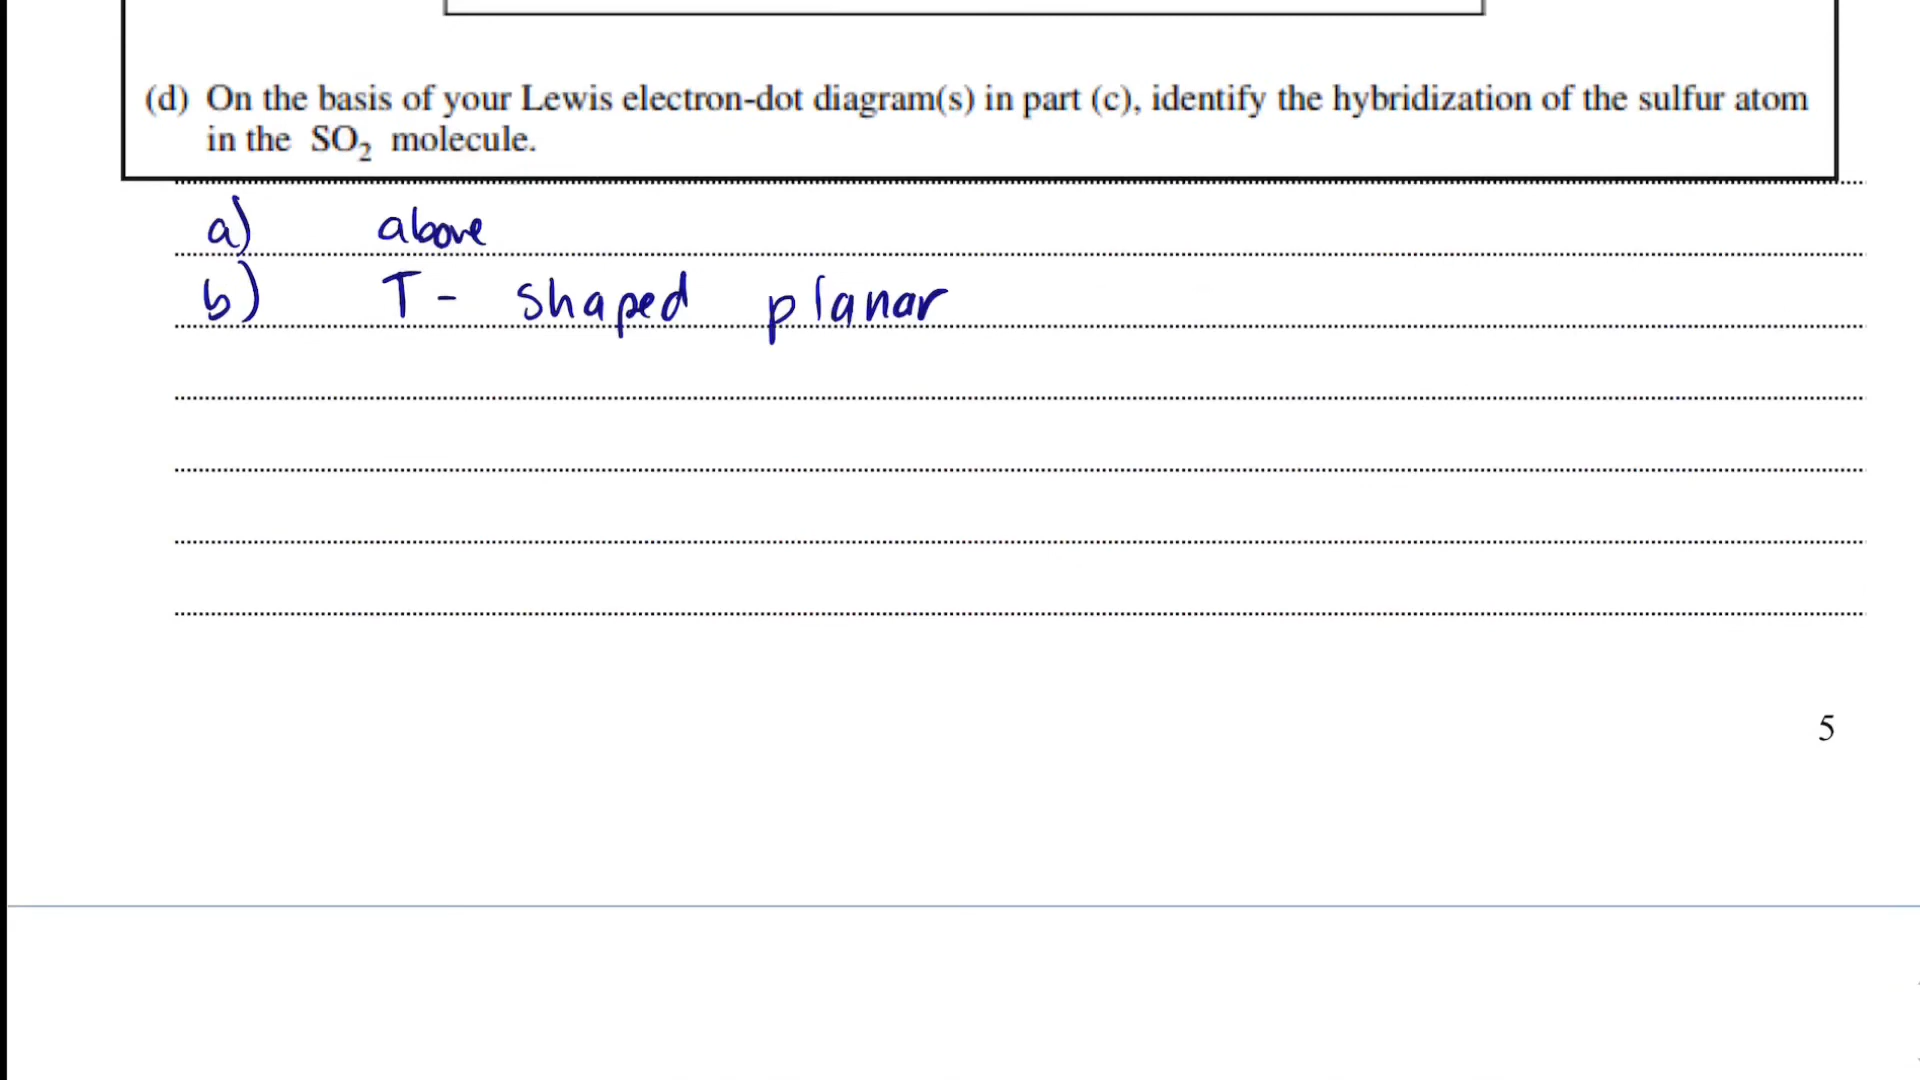 (d) On the basis of your Lewis electron-dot diagram(s) in part (c), identify the hybridization of the sulfur atom
in the SO₂ molecule.
a) above
b) T- shaped planar
5